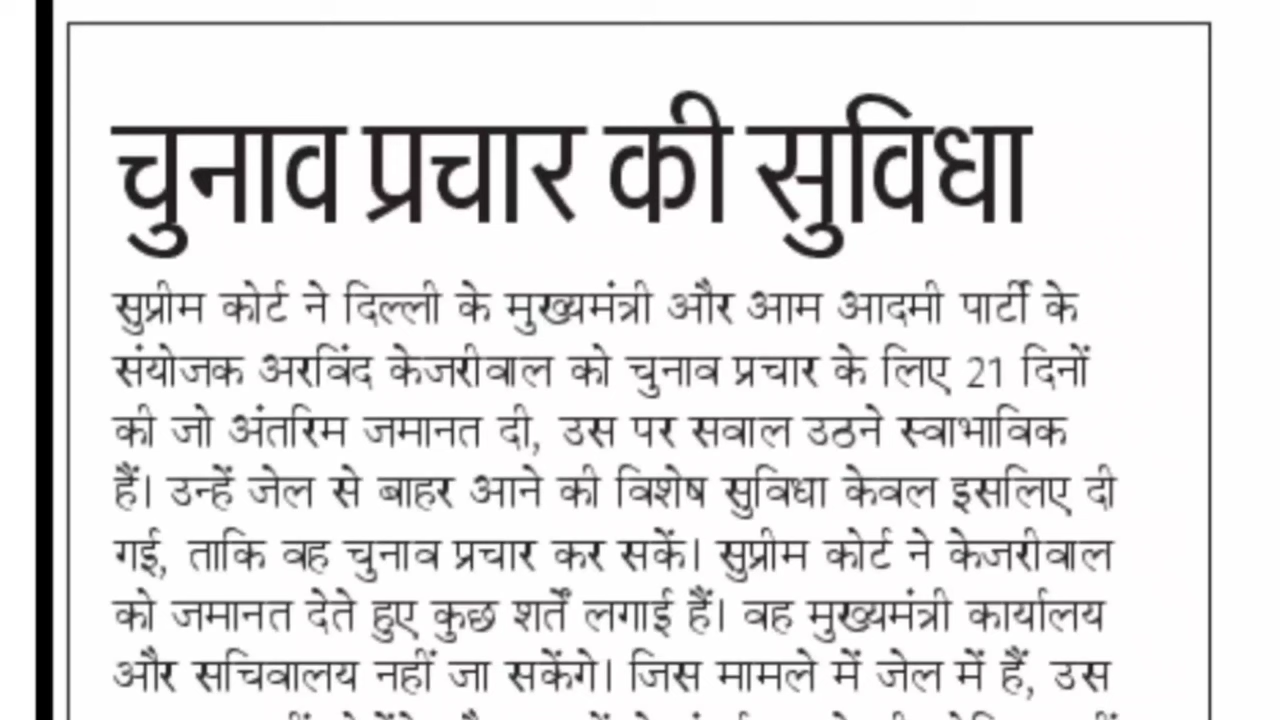 चुनाव प्रचार की सुविधा
सुप्रीम कोर्ट ने दिल्ली के मुख्यमंत्री और आम आदमी पार्टी के
संयोजक अरविंद केजरीवाल को चुनाव प्रचार के लिए 21 दिनों
की जो अंतरिम जमानत दी, उस पर सवाल उठने स्वाभाविक
हैं। उन्हें जेल से बाहर आने की विशेष सुविधा केवल इसलिए दी
गई, ताकि वह चुनाव प्रचार कर सकें। सुप्रीम कोर्ट ने केजरीवाल
को जमानत देते हुए कुछ शर्तें लगाई हैं। वह मुख्यमंत्री कार्यालय
और सचिवालय नहीं जा सकेंगे। जिस मामले में जेल में हैं, उस